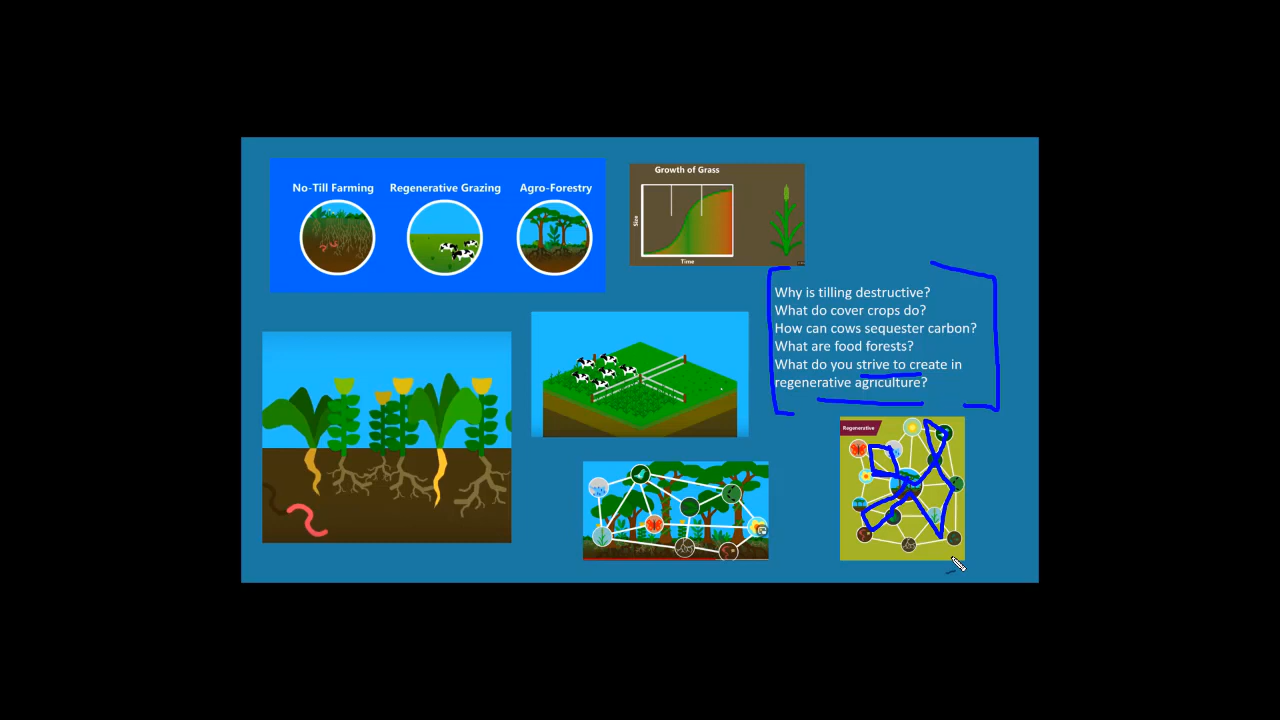 No-Till Farming
Regenerative Grazing
Agro-Forestry
Growth of Grass
Size
Time
Why is tilling destructive?
What do cover crops do?
How can cows sequester carbon?
What are food forests?
What do you strive to create in
regenerative agriculture?
Regenerative